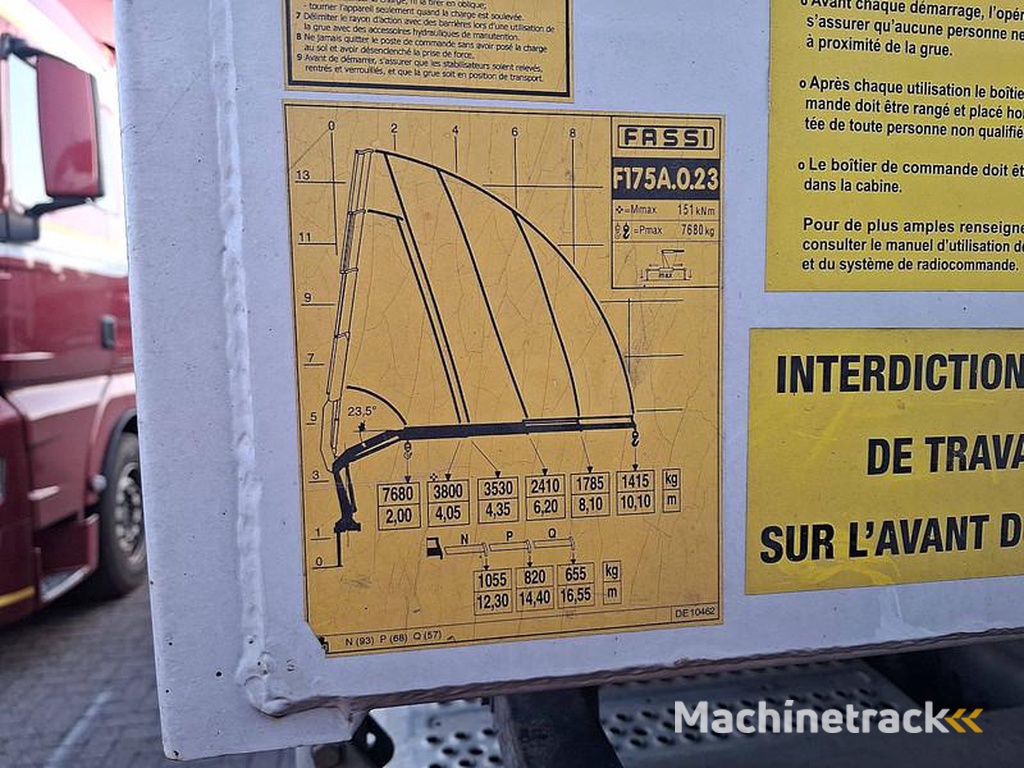 tourner l'appareil seulement quand la charge est soulevée.
7 Délimiter le rayon d'action avec des barrières lors d'une utilisation de
la grue avec des accessoires hydrauliques de manutention.
8 Ne jamais quitter le poste de commande sans avoir posé la charge
au sol et avoir désenclenché la prise de force.
9 Avant de démarrer, s'assurer que les stabilisateurs soient relevés,
rentrés et verrouillés, et que la grue soit en position de transport.
Avant chaque démarrage, l'opér
s'assurer qu'aucune personne ne
à proximité de la grue.
o Après chaque utilisation le boîtie
mande doit être rangé et placé ho
tée de toute personne non qualifié
o Le boîtier de commande doit êt
dans la cabine.
Pour de plus amples renseigne
consulter le manuel d'utilisation de
et du système de radiocommande.
INTERDICTION
DE TRAVA
SUR L'AVANT D
FASSI
F175A.0.23
=Mmax 151 kNm
=Pmax 7680 kg
max
0 2 4 6 8
13
11
9
7
5
3
1
0
23,5°
7680 3800 3530 2410 1785 1415 kg
2,00 4,05 4,35 6,20 8,10 10,10 m
N P Q
1055 820 655 kg
12,30 14,40 16,55 m
DE 10462
N (93) P (68) Q (57)
Machinetrack